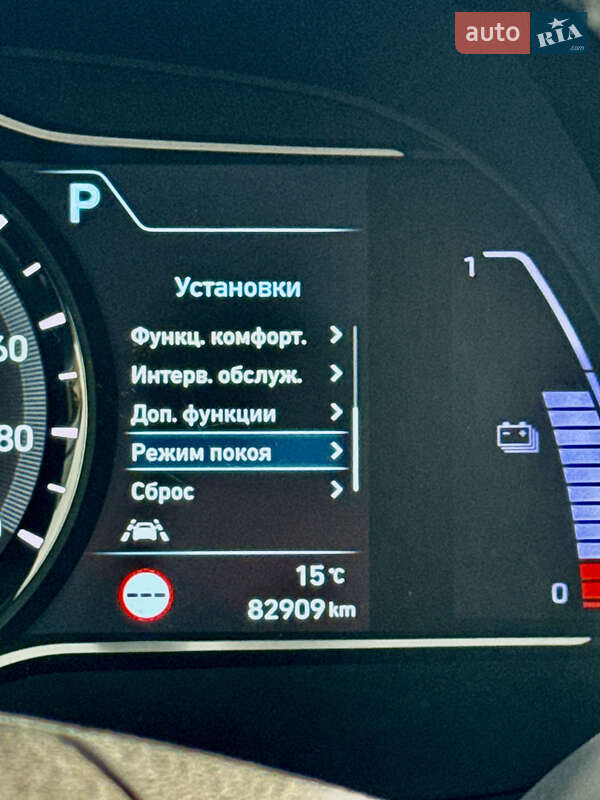 auto RIA .com
P
Установки
1
Функц. комфорт.
60
Интерв. обслуж.
Доп. функции
80
Режим покоя
Сброс
15°C
0
82909 km